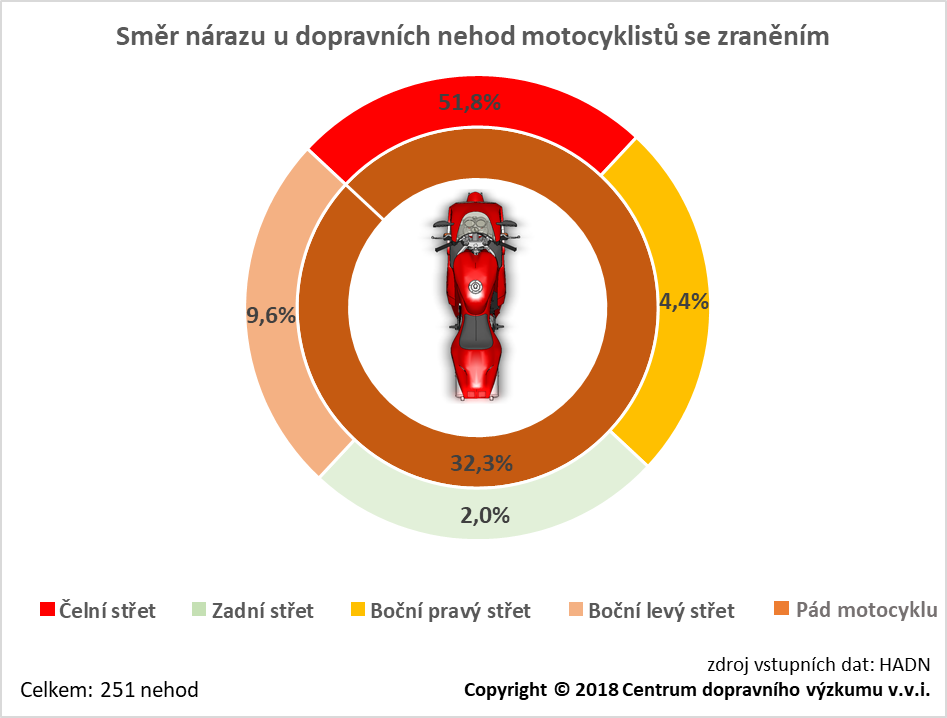 Směr nárazu u dopravních nehod motocyklistů se zraněním
51,8%
9,6%
4,4%
32,3%
2,0%
Čelní střet
Zadní střet
Boční pravý střet
Boční levý střet
Pád motocyklu
zdroj vstupních dat: HADN
Celkem: 251 nehod
Copyright © 2018 Centrum dopravního výzkumu v.v.i.